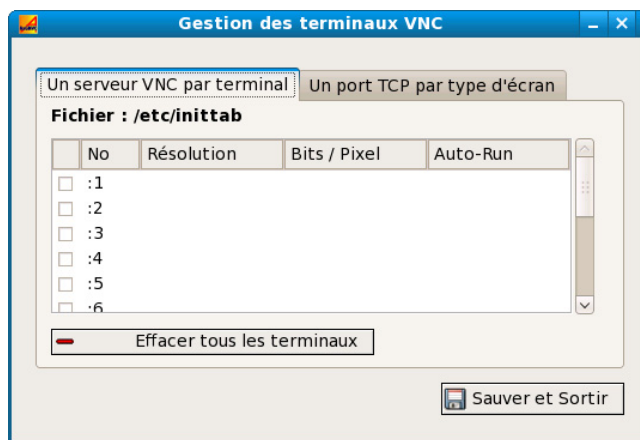 Gestion des terminaux VNC
Un serveur VNC par terminal Un port TCP par type d'écran
Fichier : /etc/inittab
No Résolution Bits / Pixel Auto-Run
:1
:2
:3
:4
:5
:6
Effacer tous les terminaux
Sauver et Sortir